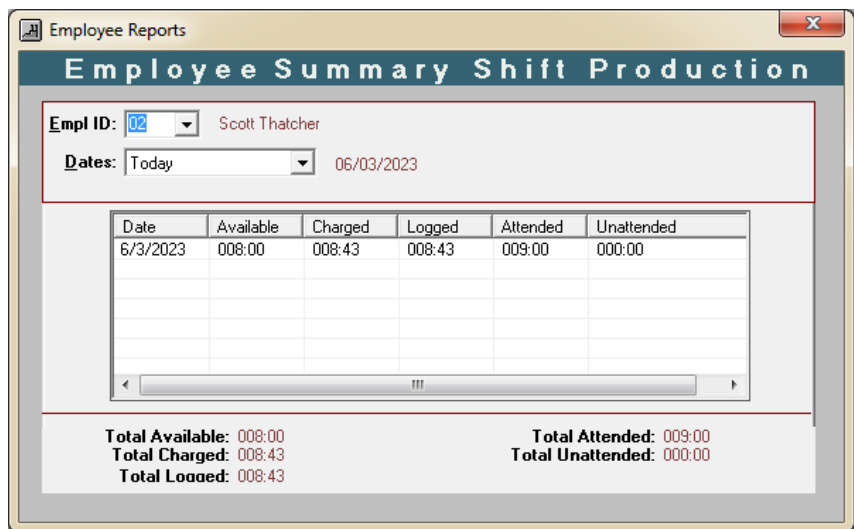 Employee Reports
Employee Summary Shift Production
Empl ID: 02 Scott Thatcher
Dates: Today 06/03/2023
Date Available Charged Logged Attended Unattended
6/3/2023 008:00 008:43 008:43 009:00 000:00
Total Available: 008:00 Total Attended: 009:00
Total Charged: 008:43 Total Unattended: 000:00
Total Logged: 008:43